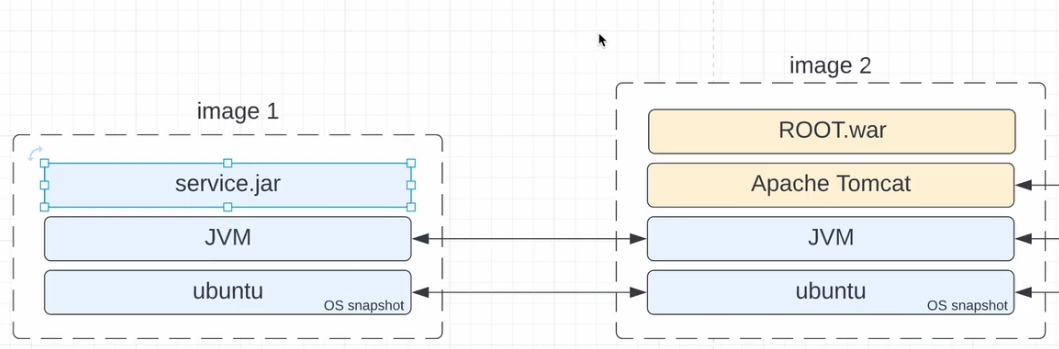 image 1
service.jar
JVM
ubuntu
OS snapshot
image 2
ROOT.war
Apache Tomcat
JVM
ubuntu
OS snapshot